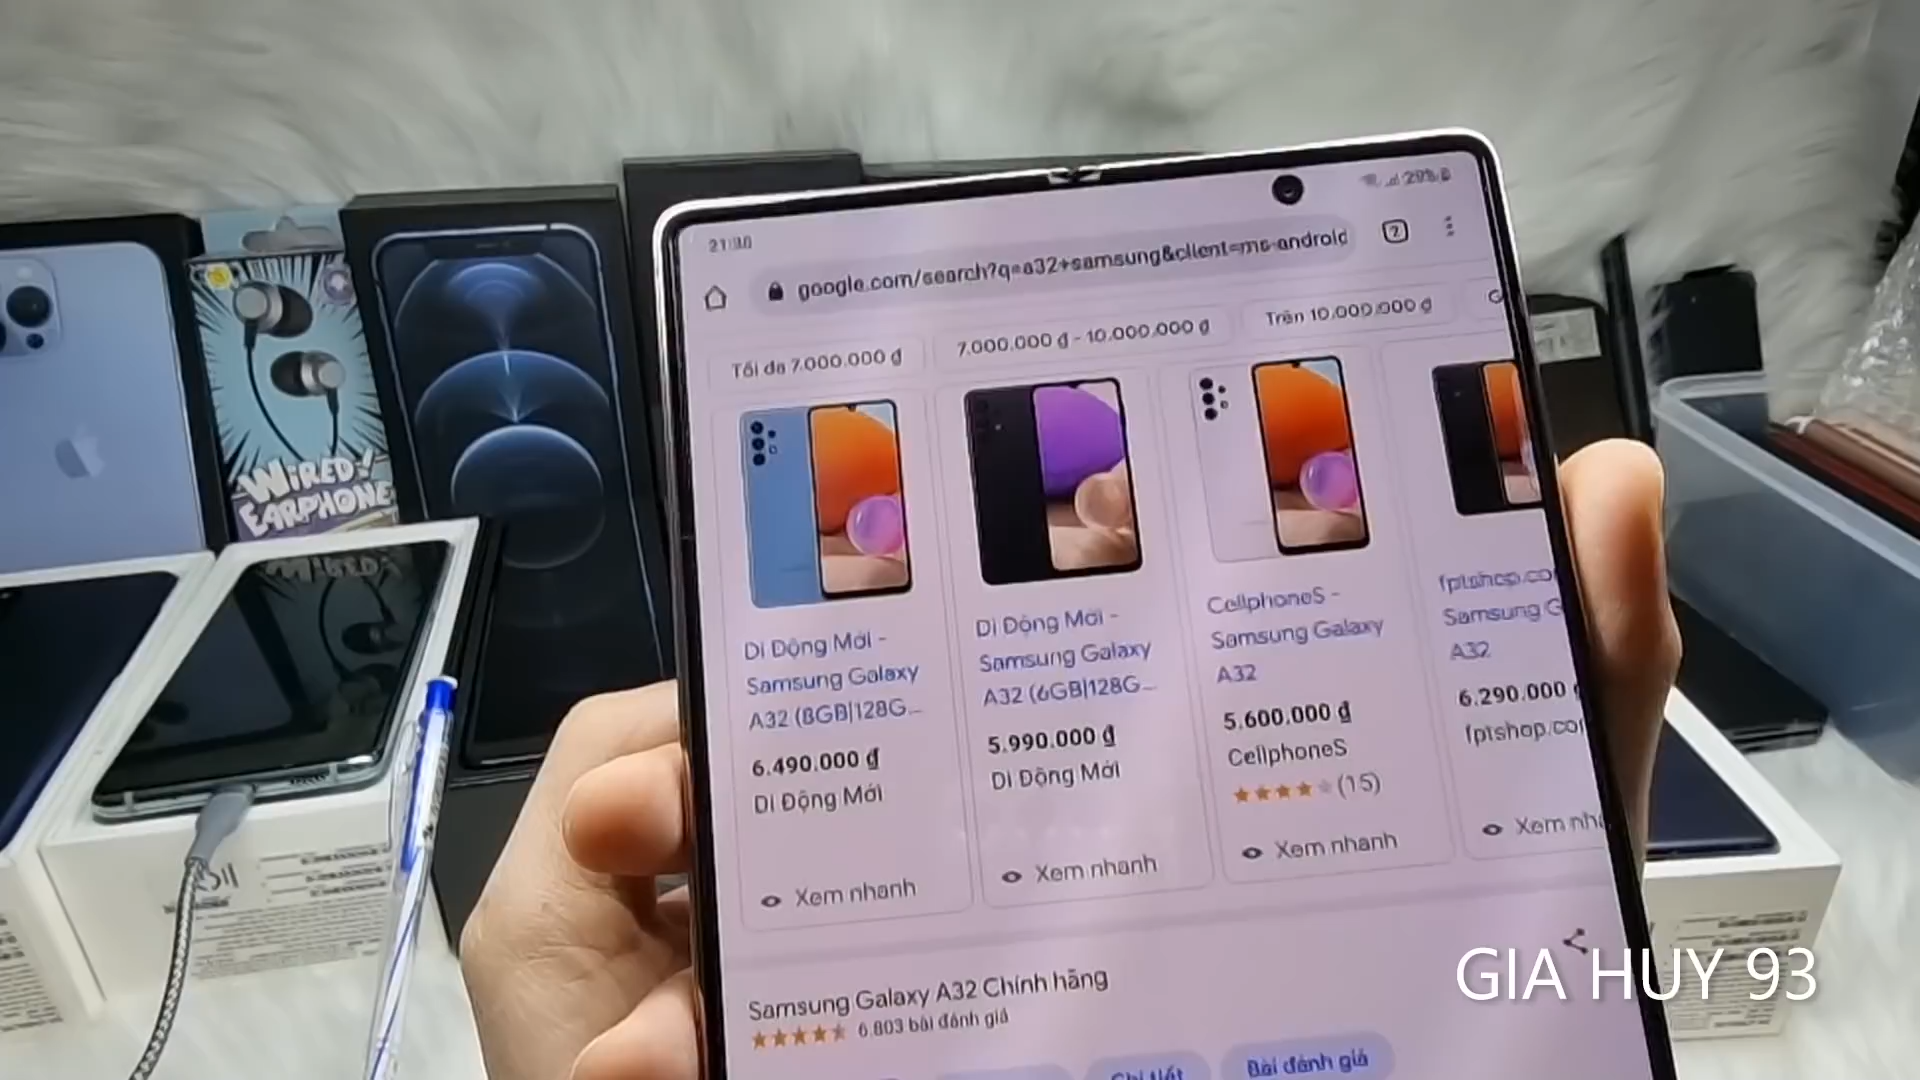 google.com/search?q=a32+samsung&client=ms-android
Tối đa 7.000.000 ₫
7.000.000 ₫ - 10.000.000 ₫
Trên 10.000.000 ₫
WIRED
EARPHONE
Di Động Mới -
Samsung Galaxy
A32 (8GB|128G...
6.490.000 ₫
Di Động Mới
Xem nhanh
Di Động Mới -
Samsung Galaxy
A32 (6GB|128G...
5.990.000 ₫
Di Động Mới
Xem nhanh
CellphoneS -
Samsung Galaxy
A32
5.600.000 ₫
CellphoneS
(15)
Xem nhanh
fptshop.co
Samsung G
A32
6.290.000
fptshop.co
Xem nha
Samsung Galaxy A32 Chính hãng
6.803 bài đánh giá
Chi tiết
Bài đánh giá
GIA HUY 93